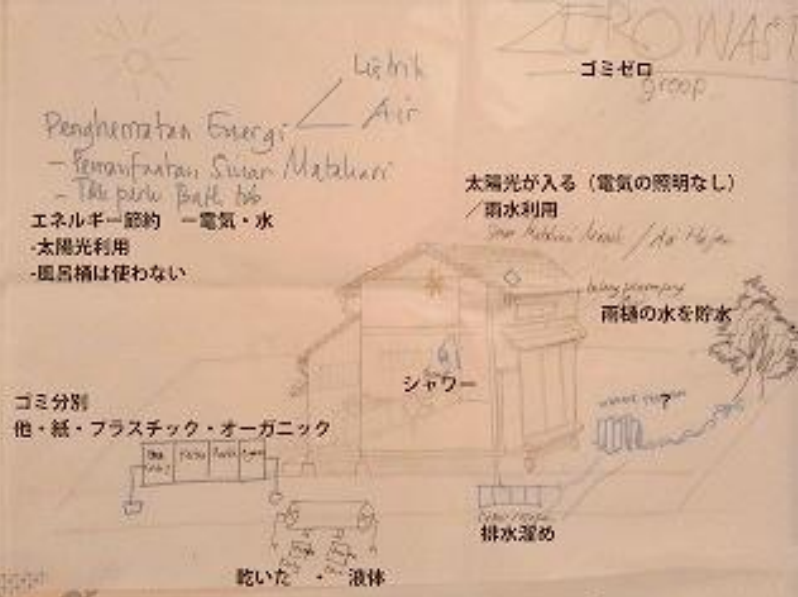 ZERO WAST
ゴミゼロ
group
Listrik
Air
Penghematan Energi
- Pemanfaatan Sinar Matahari
- Tdk perlu Bath tub
エネルギー節約 ー電気・水
-太陽光利用
-風呂桶は使わない
太陽光が入る（電気の照明なし）
／雨水利用
Sinar Matahari Masuk / Air Hujan
雨樋の水を貯水
シャワー
?
ゴミ分別
他・紙・プラスチック・オーガニック
排水溜め
乾いた ・ 液体